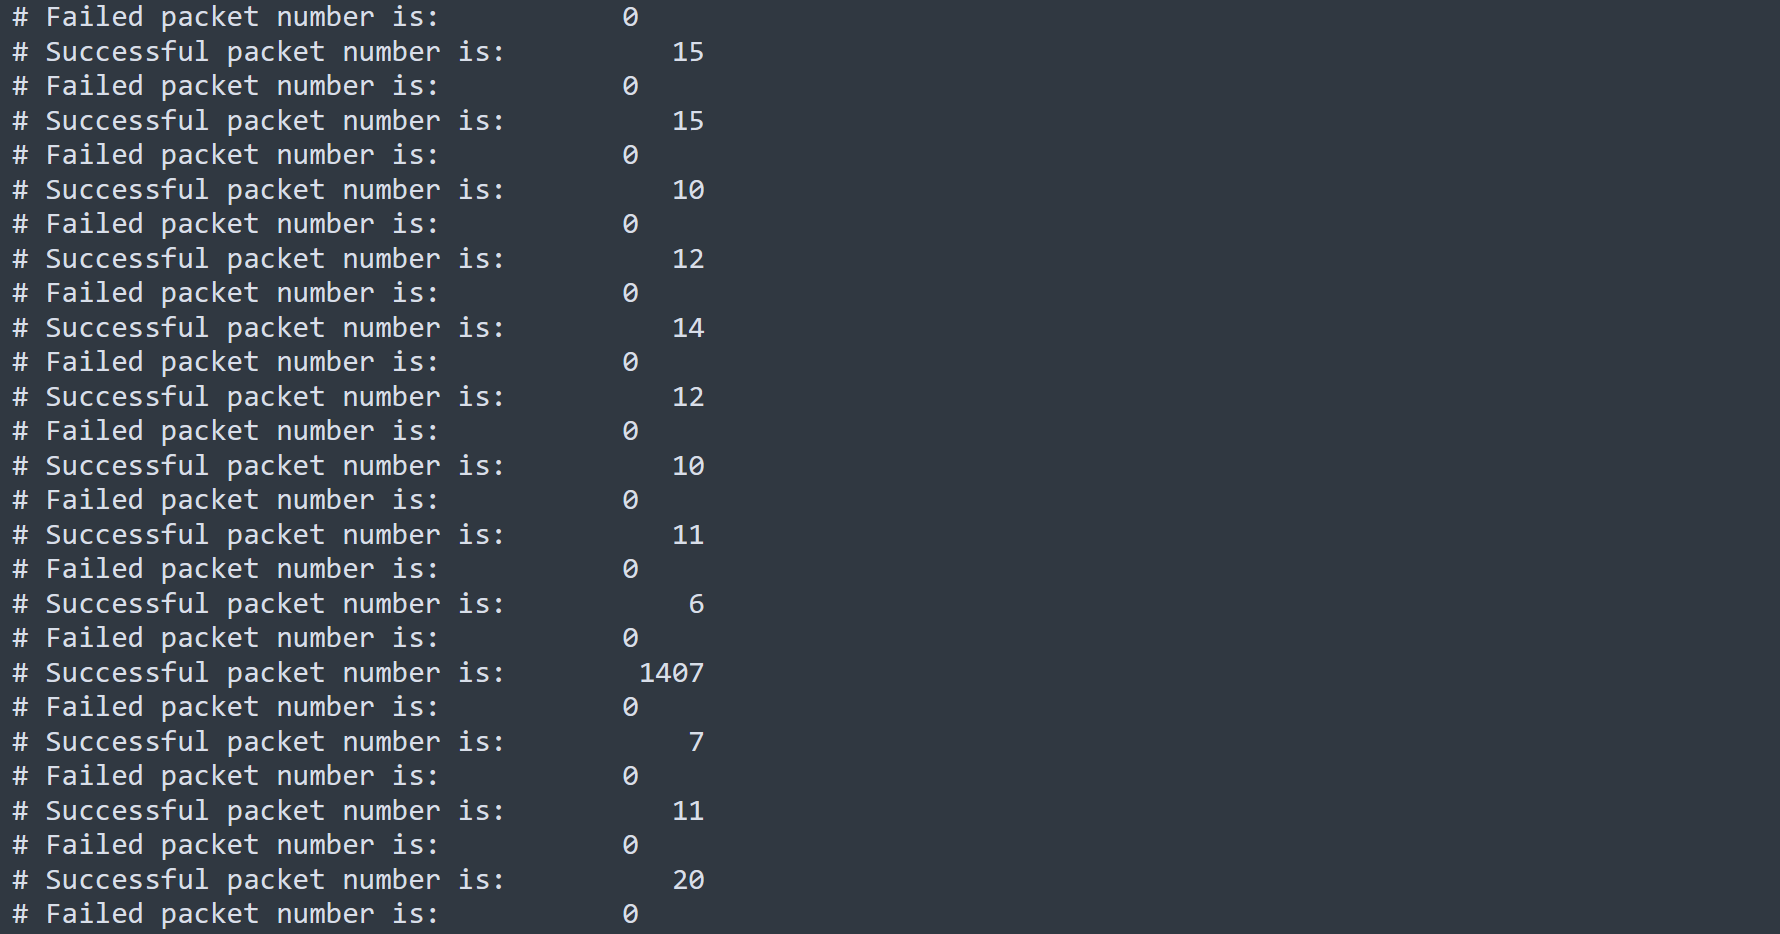 # Failed packet number is:           0
# Successful packet number is:          15
# Failed packet number is:           0
# Successful packet number is:          15
# Failed packet number is:           0
# Successful packet number is:          10
# Failed packet number is:           0
# Successful packet number is:          12
# Failed packet number is:           0
# Successful packet number is:          14
# Failed packet number is:           0
# Successful packet number is:          12
# Failed packet number is:           0
# Successful packet number is:          10
# Failed packet number is:           0
# Successful packet number is:          11
# Failed packet number is:           0
# Successful packet number is:           6
# Failed packet number is:           0
# Successful packet number is:        1407
# Failed packet number is:           0
# Successful packet number is:           7
# Failed packet number is:           0
# Successful packet number is:          11
# Failed packet number is:           0
# Successful packet number is:          20
# Failed packet number is:           0